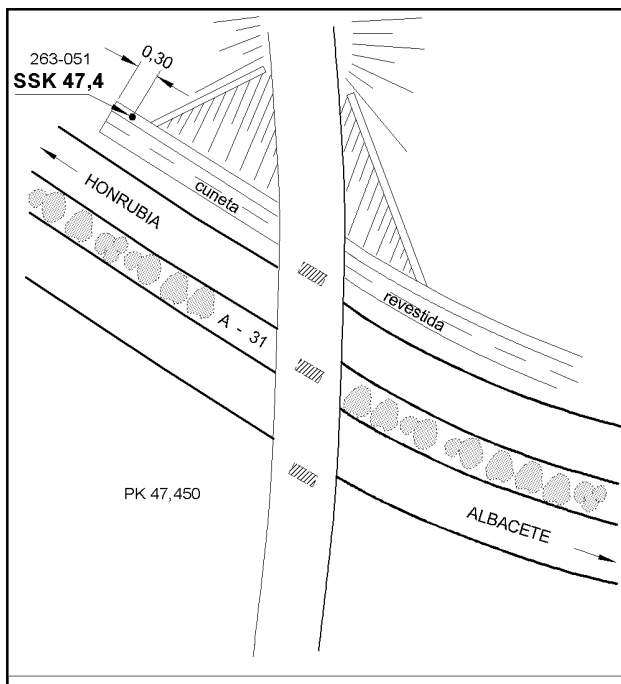 0,30
263-051
SSK 47,4
HONRUBIA
cuneta
A - 31
revestida
PK 47,450
ALBACETE